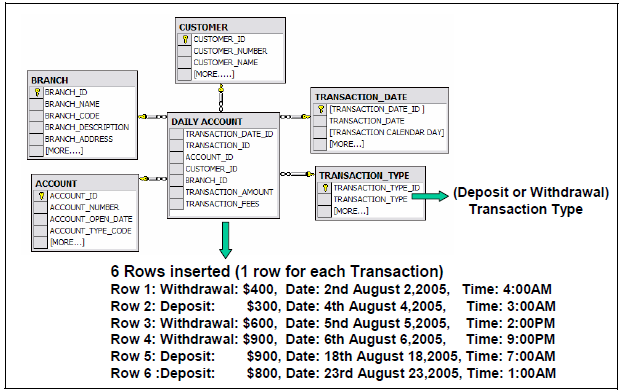 CUSTOMER
CUSTOMER_ID
CUSTOMER_NUMBER
CUSTOMER_NAME
[MORE.....]
BRANCH
BRANCH_ID
BRANCH_NAME
BRANCH_CODE
BRANCH_DESCRIPTION
BRANCH_ADDRESS
[MORE....]
DAILY ACCOUNT
TRANSACTION_DATE_ID
TRANSACTION_ID
ACCOUNT_ID
CUSTOMER_ID
BRANCH_ID
TRANSACTION_AMOUNT
TRANSACTION_FEES
TRANSACTION_DATE
[TRANSACTION_DATE_ID ]
TRANSACTION_DATE
[TRANSACTION CALENDAR DAY]
[MORE...]
ACCOUNT
ACCOUNT_ID
ACCOUNT_NUMBER
ACCOUNT_OPEN_DATE
ACCOUNT_TYPE_CODE
[MORE...]
TRANSACTION_TYPE
TRANSACTION_TYPE_ID
TRANSACTION_TYPE
[MORE...]
(Deposit or Withdrawal)
Transaction Type
6 Rows inserted (1 row for each Transaction)
Row 1: Withdrawal: $400, Date: 2nd August 2,2005, Time: 4:00AM
Row 2: Deposit: $300, Date: 4th August 4,2005, Time: 3:00AM
Row 3: Withdrawal: $600, Date: 5nd August 5,2005, Time: 2:00PM
Row 4: Withdrawal: $900, Date: 6th August 6,2005, Time: 9:00PM
Row 5: Deposit: $900, Date: 18th August 18,2005, Time: 7:00AM
Row 6 :Deposit: $800, Date: 23rd August 23,2005, Time: 1:00AM